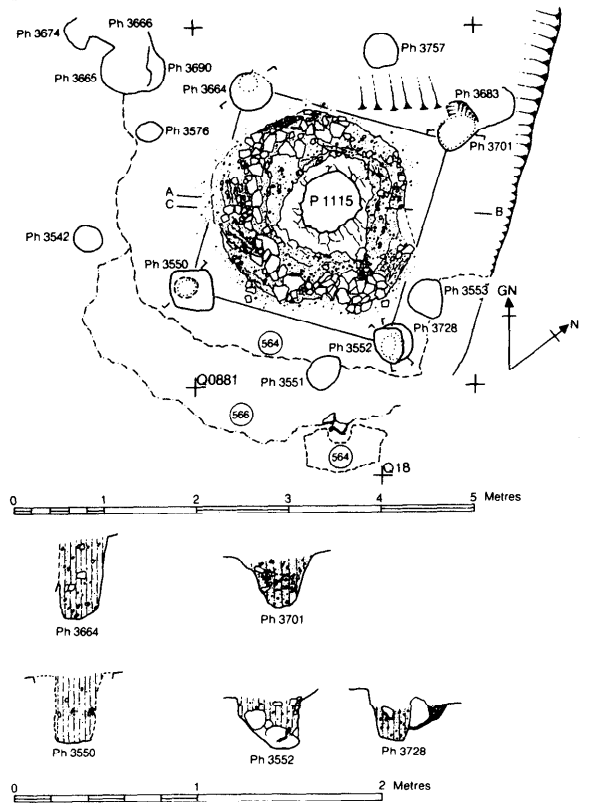 Ph 3674
Ph 3666
Ph 3665
Ph 3690
Ph 3664
Ph 3757
Ph 3683
Ph 3701
Ph 3576
P 1115
A
C
B
Ph 3542
Ph 3550
Ph 3553
GN
N
Ph 3728
Ph 3552
564
Ph 3551
Q0881
566
564
Q18
0 1 2 3 4 5 Metres
Ph 3664
Ph 3701
Ph 3550
Ph 3552
Ph 3728
0 1 2 Metres